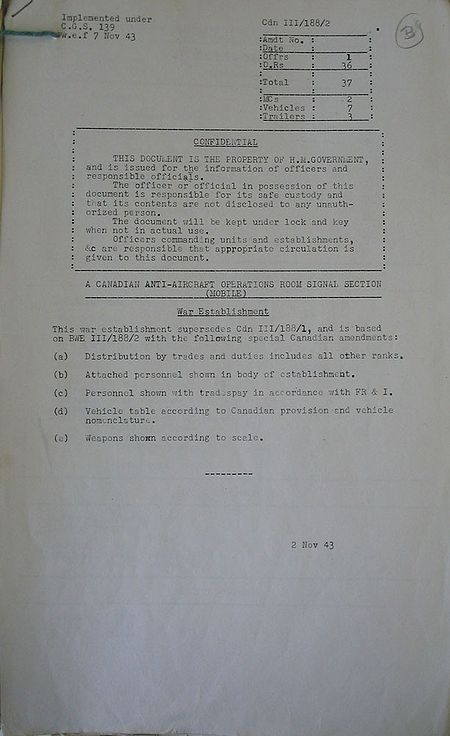 Implemented under
C.G.S. 139
w.e.f 7 Nov 43
Cdn III/188/2
B
:Amdt No. : :
:Date : :
:Offrs : 1 :
:O.Rs : 36 :
:Total : 37 :
:MCs : 2 :
:Vehicles : 7 :
:Trailers : 3 :
CONFIDENTIAL
THIS DOCUMENT IS THE PROPERTY OF H.M.GOVERNMENT,
and is issued for the information of officers and
responsible officials.
The officer or official in possession of this
document is responsible for its safe custody and
that its contents are not disclosed to any unauth-
orized person.
The document will be kept under lock and key
when not in actual use.
Officers commanding units and establishments,
&c are responsible that appropriate circulation is
given to this document.
A CANADIAN ANTI-AIRCRAFT OPERATIONS ROOM SIGNAL SECTION
(MOBILE)
War Establishment
This war establishment supersedes Cdn III/188/1, and is based
on BWE III/188/2 with the following special Canadian amendments:
(a) Distribution by trades and duties includes all other ranks.
(b) Attached personnel shown in body of establishment.
(c) Personnel shown with tradespay in accordance with FR & I.
(d) Vehicle table according to Canadian provision and vehicle
nomenclature.
(e) Weapons shown according to scale.
---------
2 Nov 43